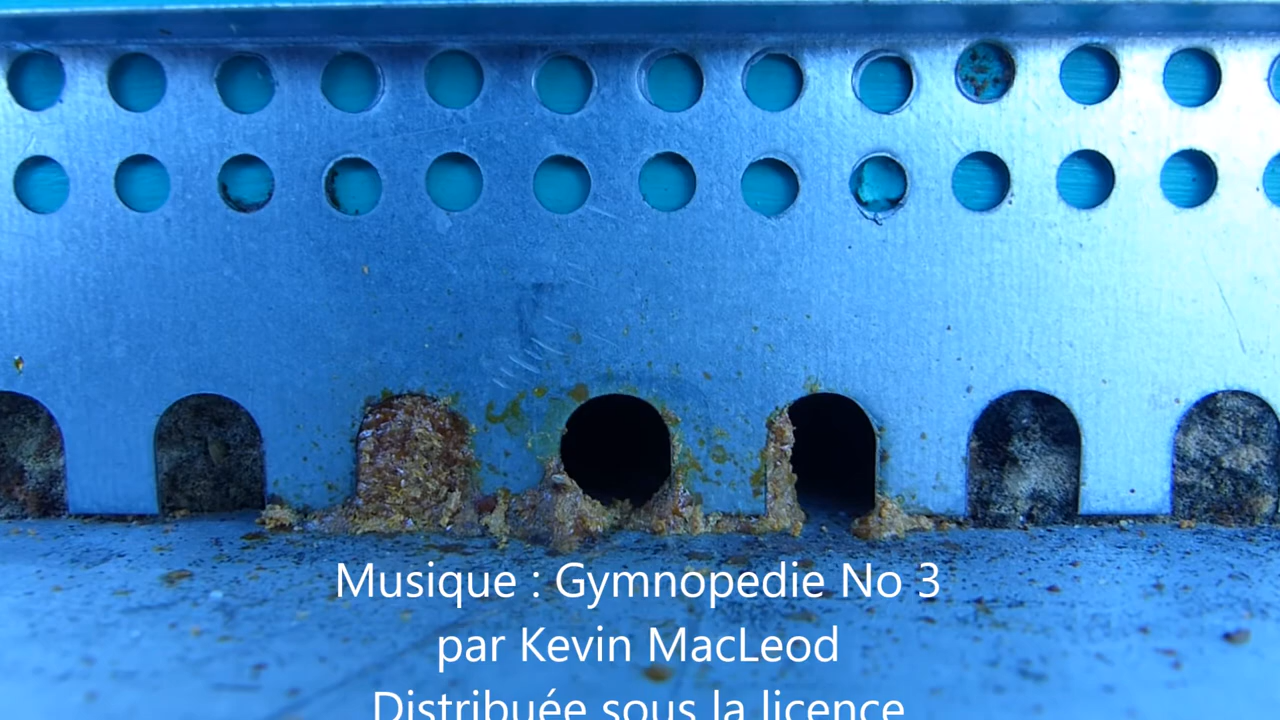 Musique : Gymnopedie No 3
par Kevin MacLeod
Distribuée sous la licence